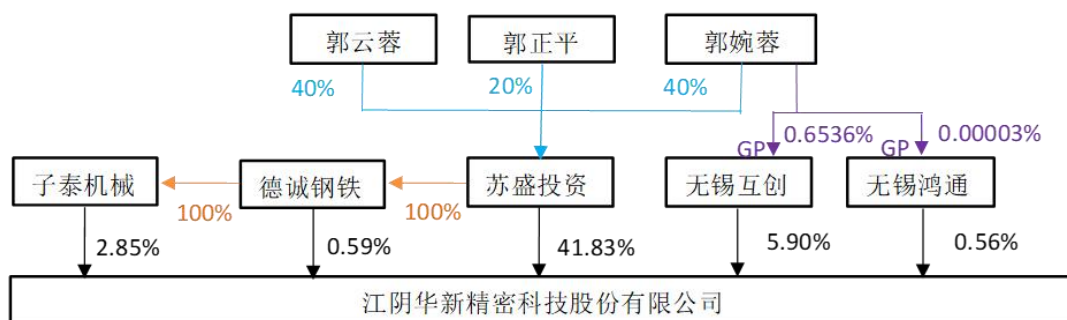 郭云蓉 郭正平 郭婉蓉
40% 20% 40%
GP 0.6536% GP 0.00003%
子泰机械 德诚钢铁 苏盛投资 无锡互创 无锡鸿通
100% 100%
2.85% 0.59% 41.83% 5.90% 0.56%
江阴华新精密科技股份有限公司